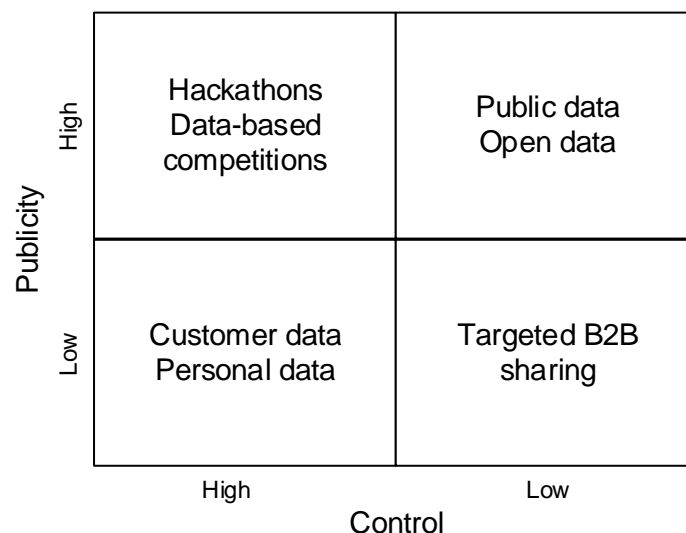 Hackathons
Data-based
competitions
Public data
Open data
High
Publicity
Customer data
Personal data
Targeted B2B
sharing
Low
High
Low
Control